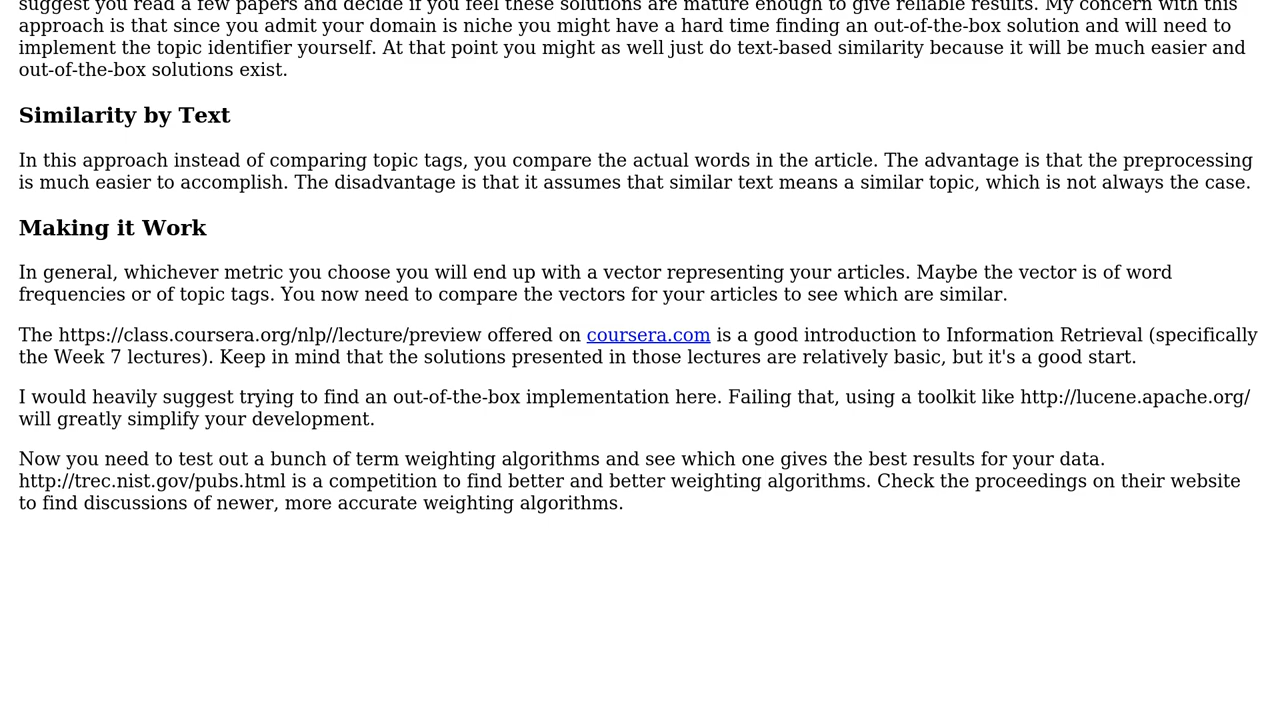 suggest you read a few papers and decide if you feel these solutions are mature enough to give reliable results. My concern with this
approach is that since you admit your domain is niche you might have a hard time finding an out-of-the-box solution and will need to
implement the topic identifier yourself. At that point you might as well just do text-based similarity because it will be much easier and
out-of-the-box solutions exist.
Similarity by Text
In this approach instead of comparing topic tags, you compare the actual words in the article. The advantage is that the preprocessing
is much easier to accomplish. The disadvantage is that it assumes that similar text means a similar topic, which is not always the case.
Making it Work
In general, whichever metric you choose you will end up with a vector representing your articles. Maybe the vector is of word
frequencies or of topic tags. You now need to compare the vectors for your articles to see which are similar.
The https://class.coursera.org/nlp//lecture/preview offered on coursera.com is a good introduction to Information Retrieval (specifically
the Week 7 lectures). Keep in mind that the solutions presented in those lectures are relatively basic, but it's a good start.
I would heavily suggest trying to find an out-of-the-box implementation here. Failing that, using a toolkit like http://lucene.apache.org/
will greatly simplify your development.
Now you need to test out a bunch of term weighting algorithms and see which one gives the best results for your data.
http://trec.nist.gov/pubs.html is a competition to find better and better weighting algorithms. Check the proceedings on their website
to find discussions of newer, more accurate weighting algorithms.